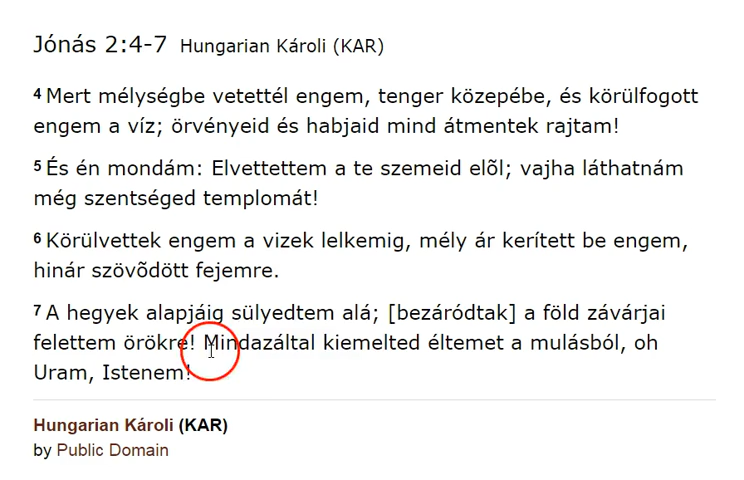 Jónás 2:4-7 Hungarian Károli (KAR)
4 Mert mélységbe vetettél engem, tenger közepébe, és körülfogott
engem a víz; örvényeid és habjaid mind átmentek rajtam!
5 És én mondám: Elvettettem a te szemeid elõl; vajha láthatnám
még szentséged templomát!
6 Körülvettek engem a vizek lelkemig, mély ár kerített be engem,
hinár szövõdött fejemre.
7 A hegyek alapjáig sülyedtem alá; [bezáródtak] a föld závárjai
felettem örökre! Mindazáltal kiemelted éltemet a mulásból, oh
Uram, Istenem!
Hungarian Károli (KAR)
by Public Domain